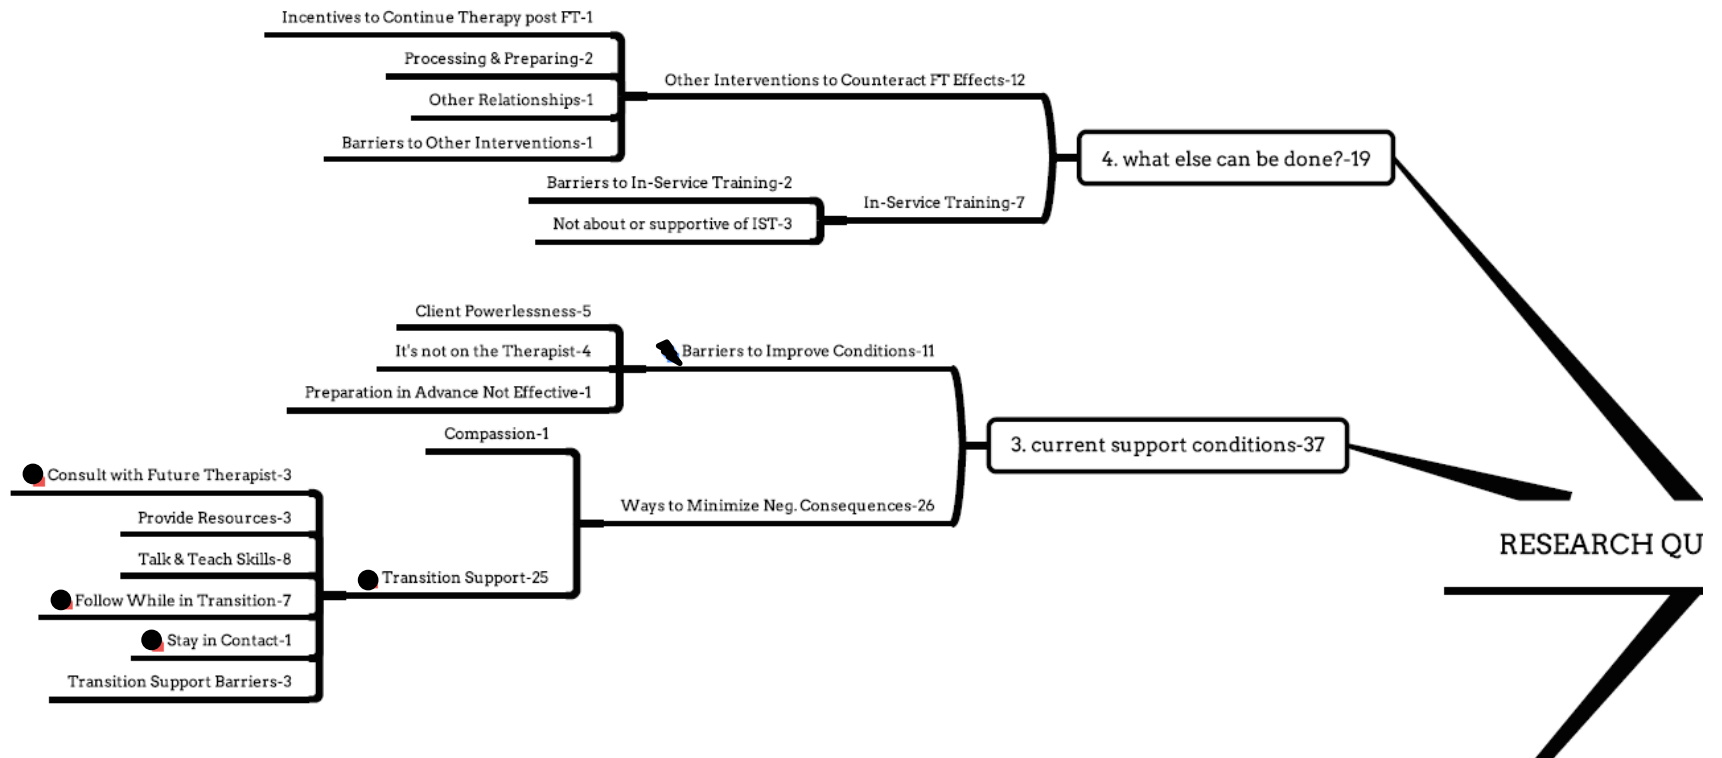 Incentives to Continue Therapy post FT-1
Processing & Preparing-2
Other Relationships-1
Barriers to Other Interventions-1
Other Interventions to Counteract FT Effects-12
Barriers to In-Service Training-2
Not about or supportive of IST-3
In-Service Training-7
4. what else can be done?-19
Client Powerlessness-5
It's not on the Therapist-4
Preparation in Advance Not Effective-1
Barriers to Improve Conditions-11
Compassion-1
Consult with Future Therapist-3
Provide Resources-3
Talk & Teach Skills-8
Follow While in Transition-7
Stay in Contact-1
Transition Support Barriers-3
Transition Support-25
Ways to Minimize Neg. Consequences-26
3. current support conditions-37
RESEARCH QU